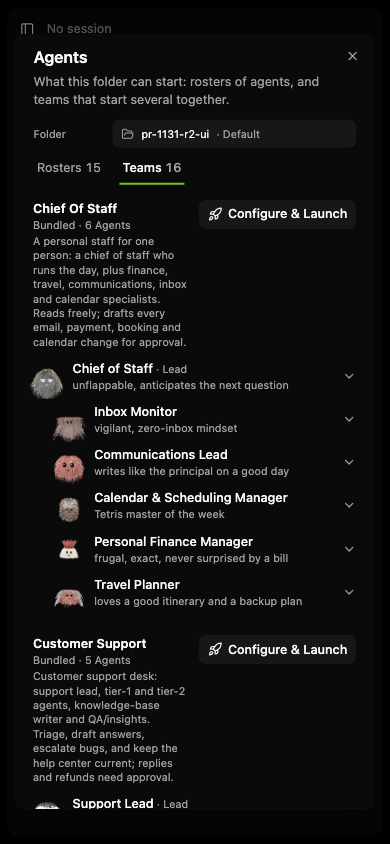 No session
Agents
What this folder can start: rosters of agents, and
teams that start several together.
Folder
pr-1131-r2-ui · Default
Rosters 15
Teams 16
Chief Of Staff
Configure & Launch
Bundled · 6 Agents
A personal staff for one
person: a chief of staff who
runs the day, plus finance,
travel, communications, inbox
and calendar specialists.
Reads freely; drafts every
email, payment, booking and
calendar change for approval.
Chief of Staff · Lead
unflappable, anticipates the next question
Inbox Monitor
vigilant, zero-inbox mindset
Communications Lead
writes like the principal on a good day
Calendar & Scheduling Manager
Tetris master of the week
Personal Finance Manager
frugal, exact, never surprised by a bill
Travel Planner
loves a good itinerary and a backup plan
Customer Support
Configure & Launch
Bundled · 5 Agents
Customer support desk:
support lead, tier-1 and tier-2
agents, knowledge-base
writer and QA/insights.
Triage, draft answers,
escalate bugs, and keep the
help center current; replies
and refunds need approval.
Support Lead · Lead